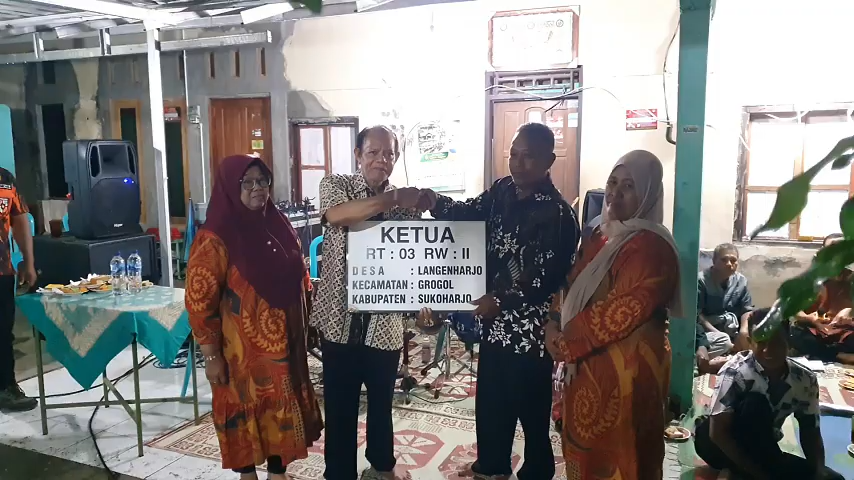 KETUA
RT : 03 RW : II
DESA : LANGENHARJO
KECAMATAN : GROGOL
KABUPATEN : SUKOHARJO